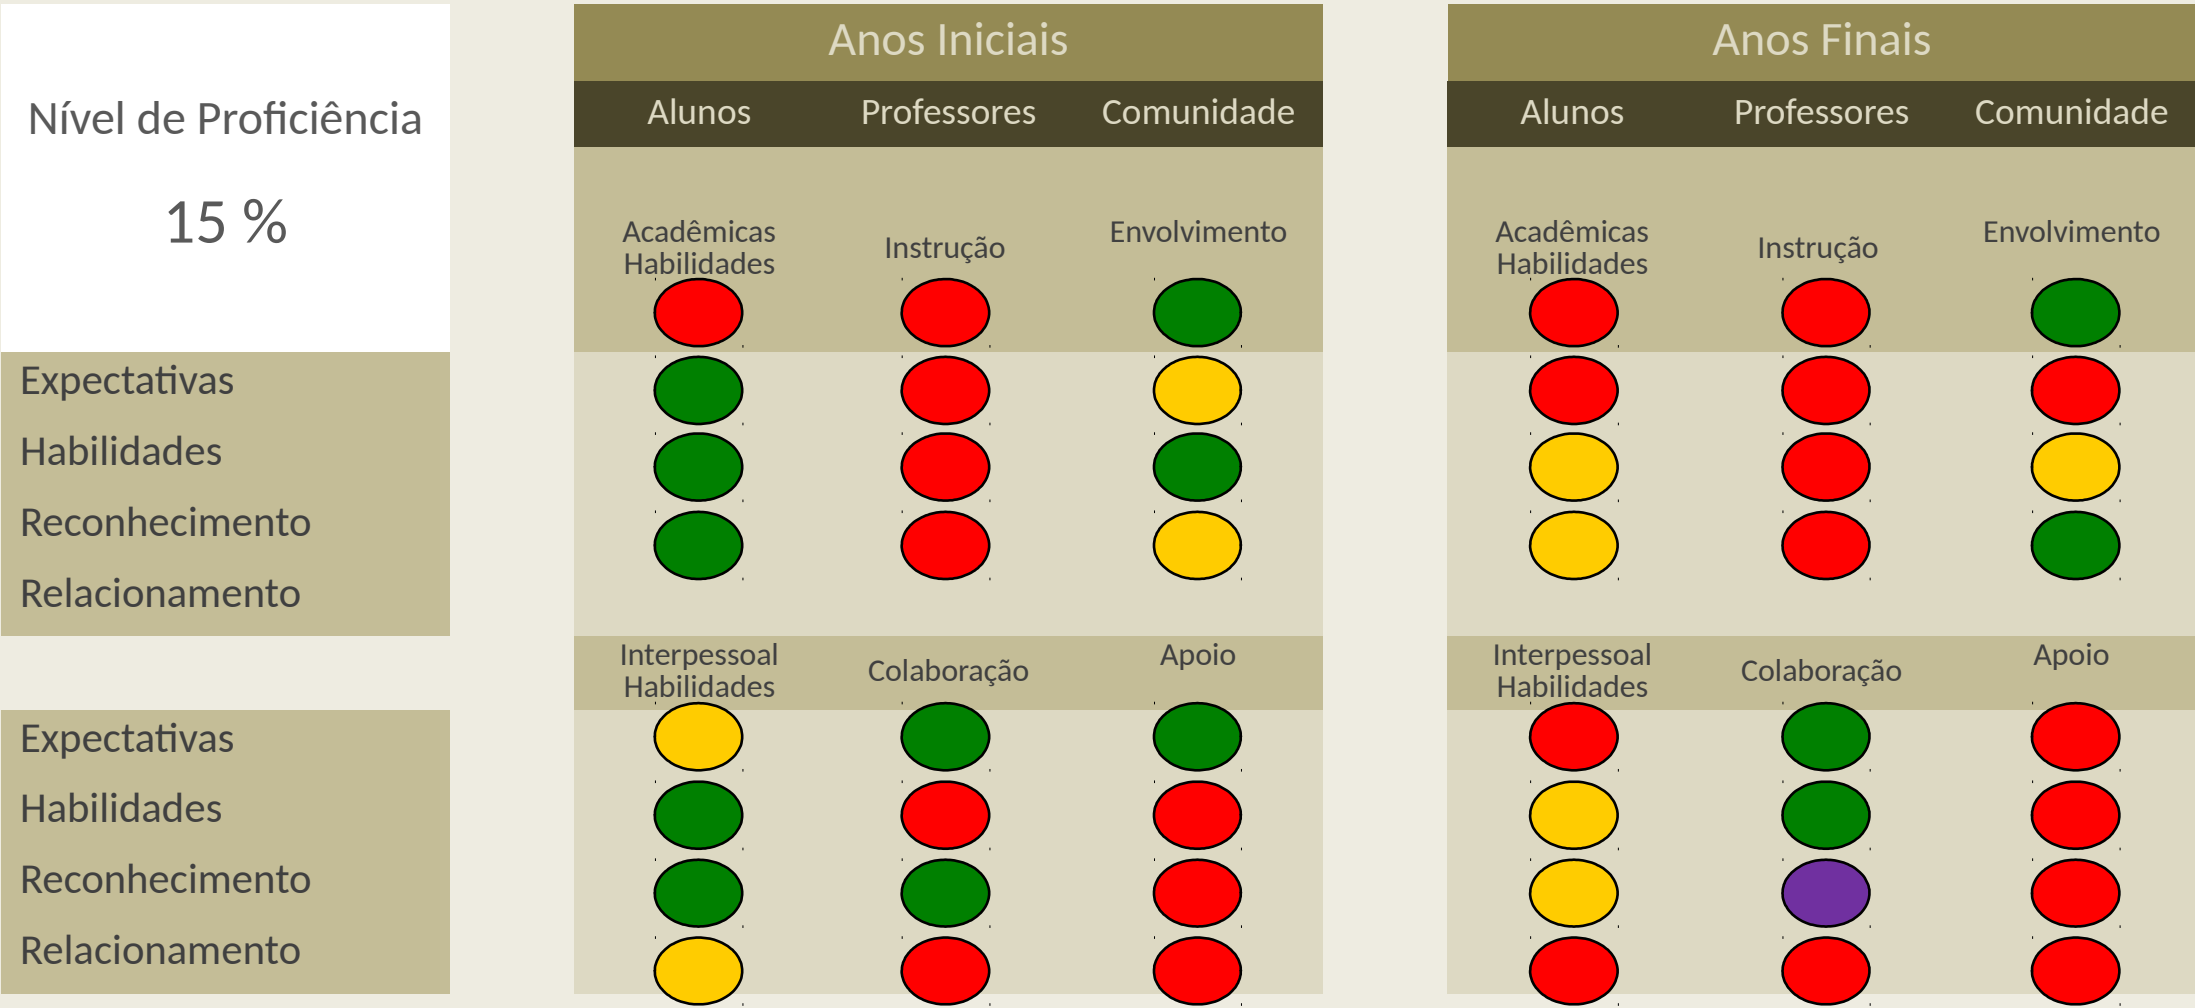 Nível de Proficiência
15 %
Anos Iniciais
Anos Finais
Alunos Professores Comunidade
Alunos Professores Comunidade
Acadêmicas
Habilidades
Instrução
Envolvimento
Acadêmicas
Habilidades
Instrução
Envolvimento
Expectativas
Habilidades
Reconhecimento
Relacionamento
Interpessoal
Habilidades
Colaboração
Apoio
Interpessoal
Habilidades
Colaboração
Apoio
Expectativas
Habilidades
Reconhecimento
Relacionamento